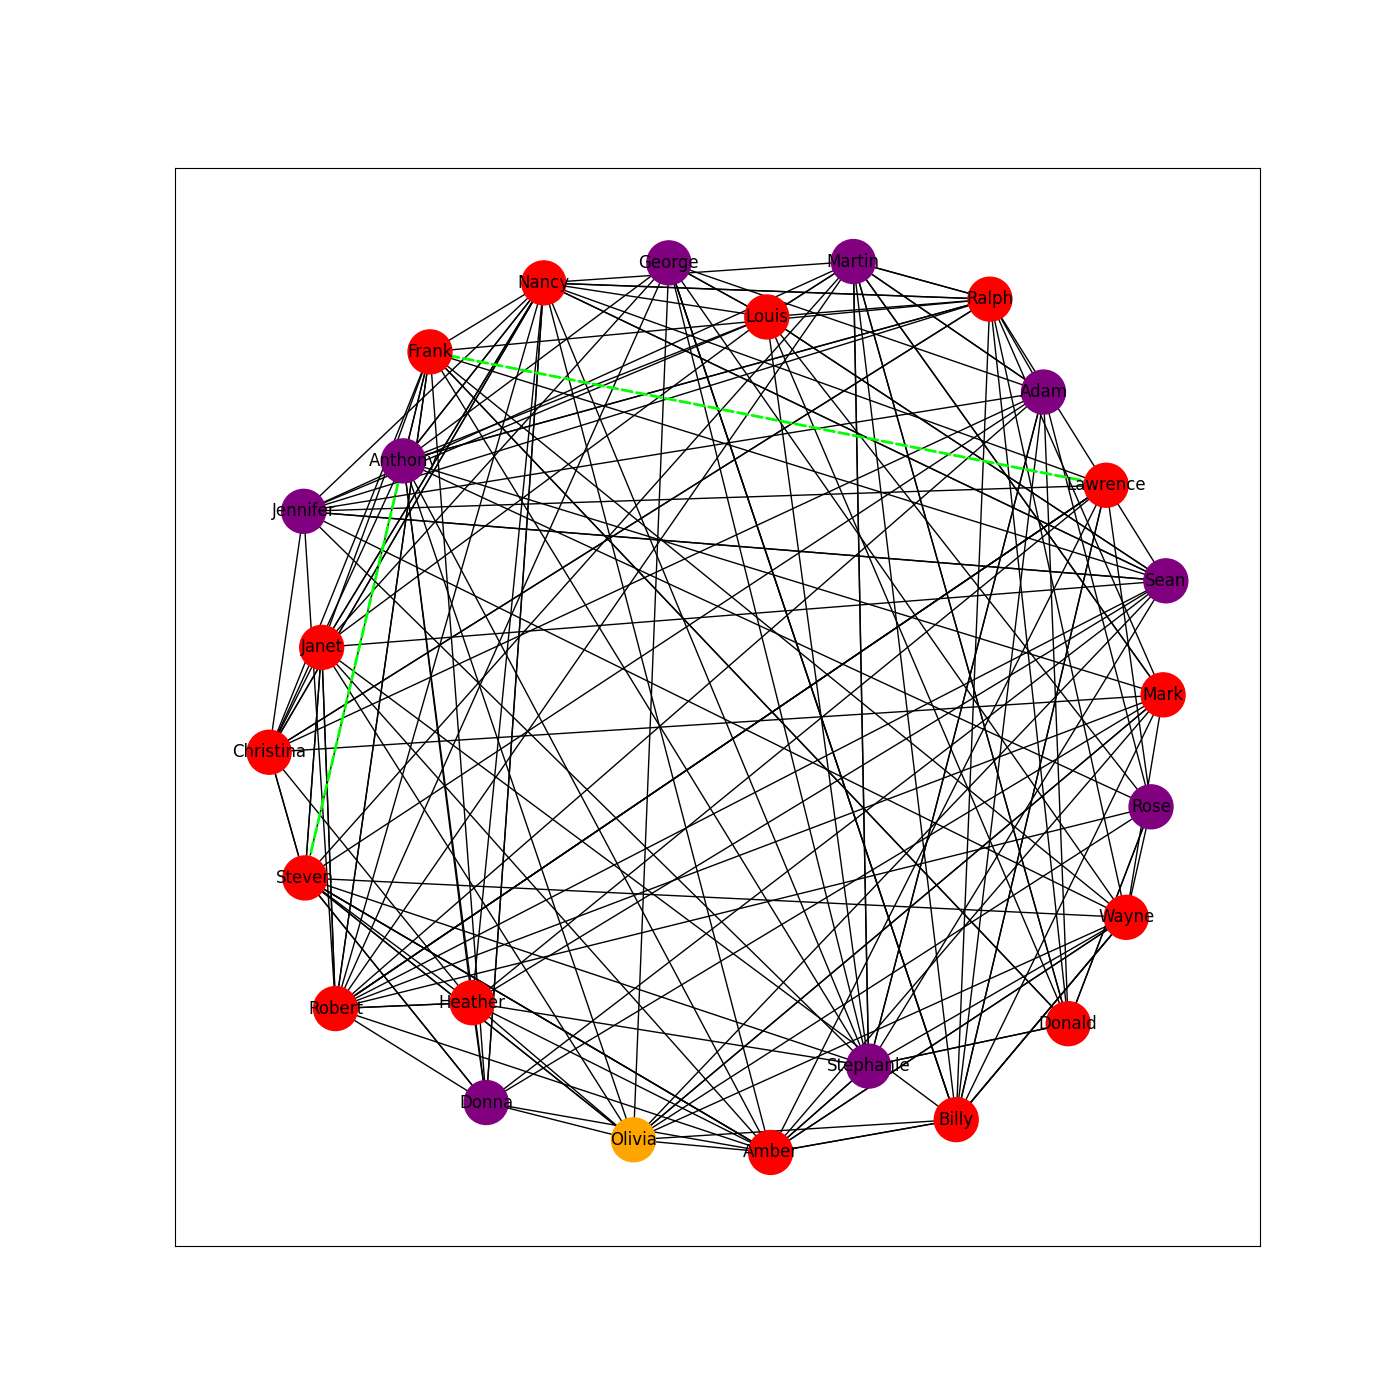 George
Martin
Nancy
Ralph
Louis
Frank
Adam
Anthony
Lawrence
Jennifer
Sean
Janet
Mark
Christina
Rose
Steven
Wayne
Heather
Robert
Donald
Stephanie
Donna
Billy
Olivia
Amber